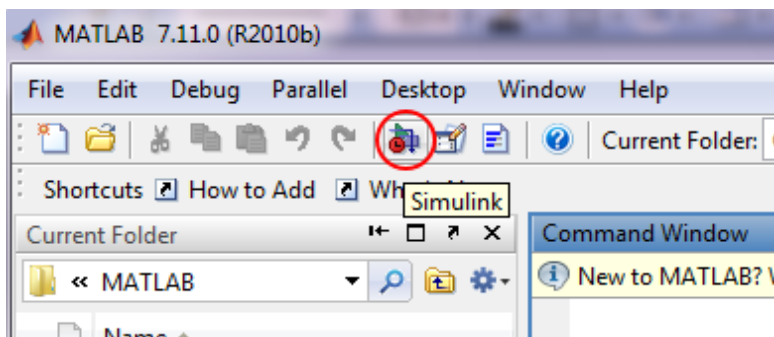 MATLAB 7.11.0 (R2010b)
File Edit Debug Parallel Desktop Window Help
Current Folder:
Shortcuts How to Add
Simulink
Current Folder
Command Window
« MATLAB
New to MATLAB?
Name